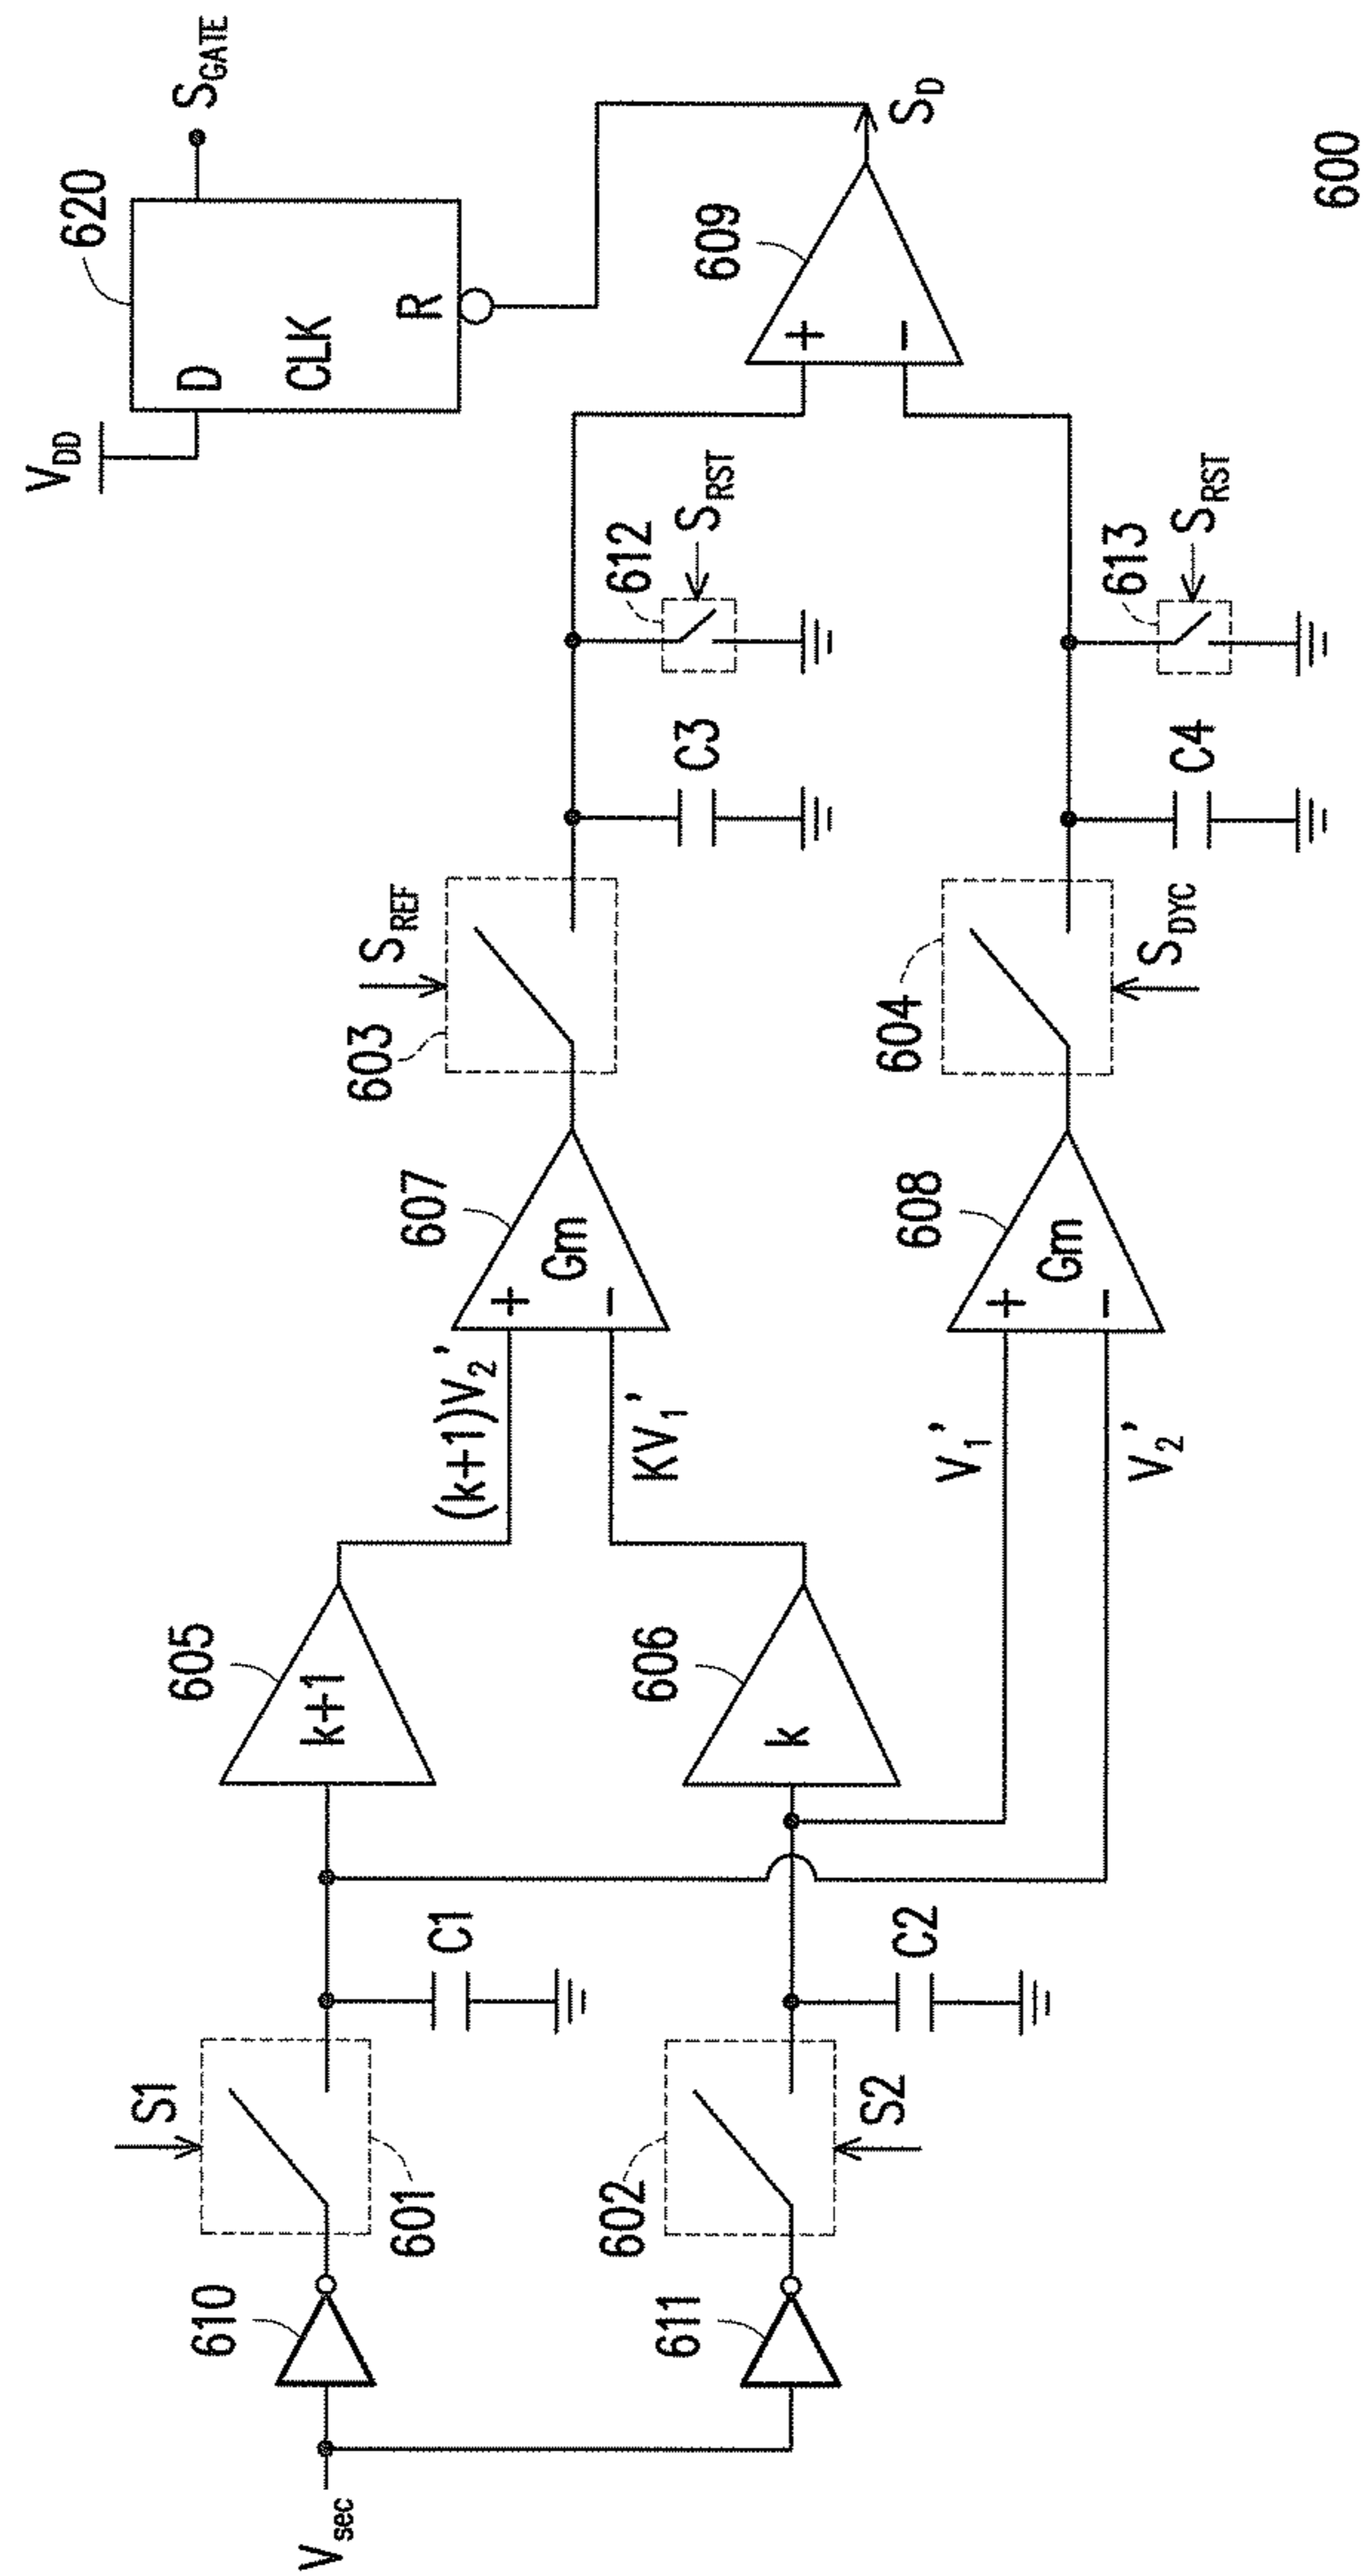 V_sec
610
611
S1
601
602
S2
C1
C2
605
k+1
606
k
(k+1)V_2'
KV_1'
V_1'
V_2'
607
+
Gm
−
608
+
Gm
−
603
S_REF
604
S_DYC
C3
C4
612
S_RST
613
S_RST
609
+
−
S_D
V_DD
620
D
CLK
R
S_GATE
600